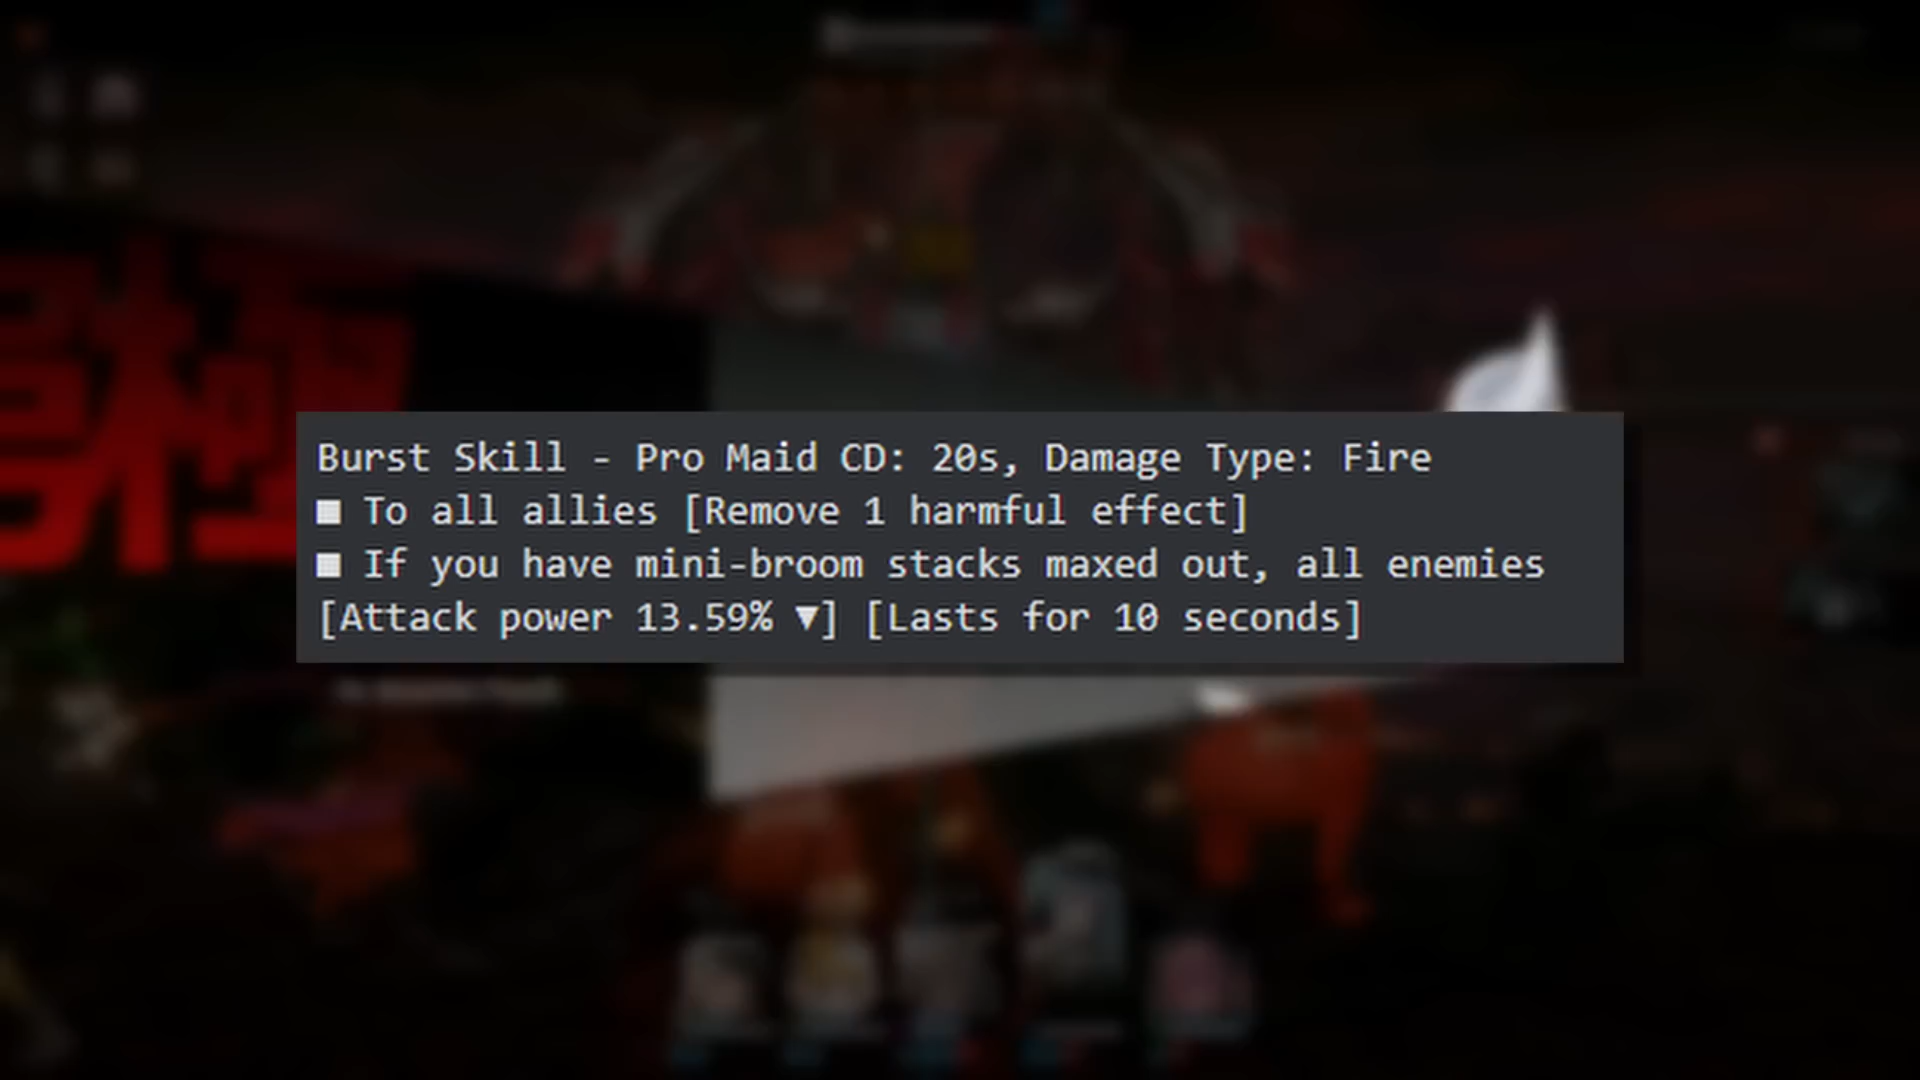 Burst Skill - Pro Maid CD: 20s, Damage Type: Fire
■ To all allies [Remove 1 harmful effect]
■ If you have mini-broom stacks maxed out, all enemies
[Attack power 13.59% ▼] [Lasts for 10 seconds]